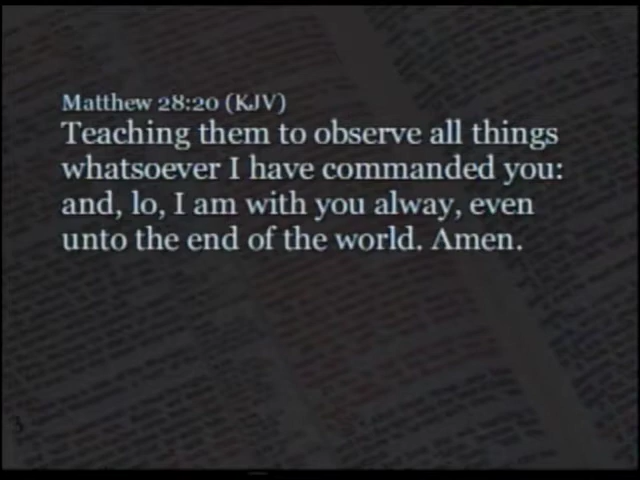 Matthew 28:20 (KJV)
Teaching them to observe all things
whatsoever I have commanded you:
and, lo, I am with you alway, even
unto the end of the world. Amen.